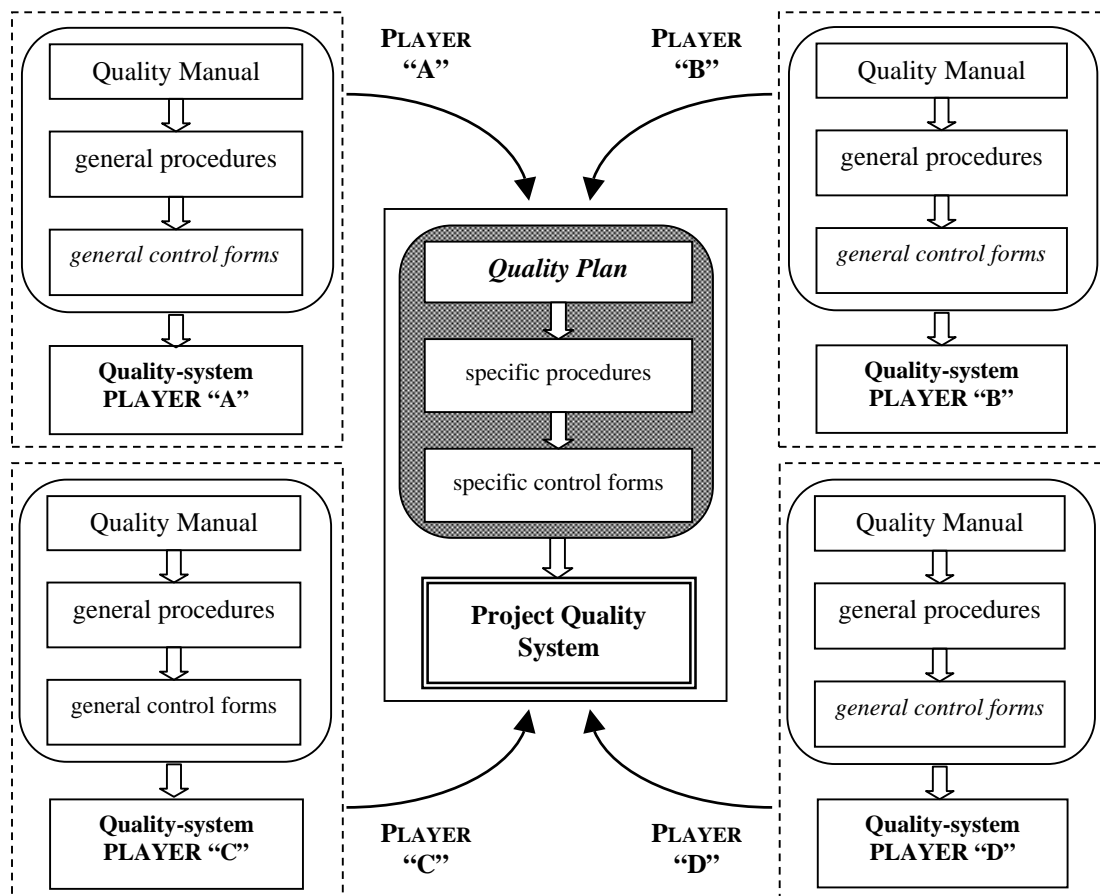 PLAYER
“A”
PLAYER
“B”
Quality Manual
general procedures
general control forms
Quality-system
PLAYER “A”
Quality Manual
general procedures
general control forms
Quality-system
PLAYER “B”
Quality Plan
specific procedures
specific control forms
Project Quality
System
Quality Manual
general procedures
general control forms
Quality-system
PLAYER “C”
Quality Manual
general procedures
general control forms
Quality-system
PLAYER “D”
PLAYER
“C”
PLAYER
“D”